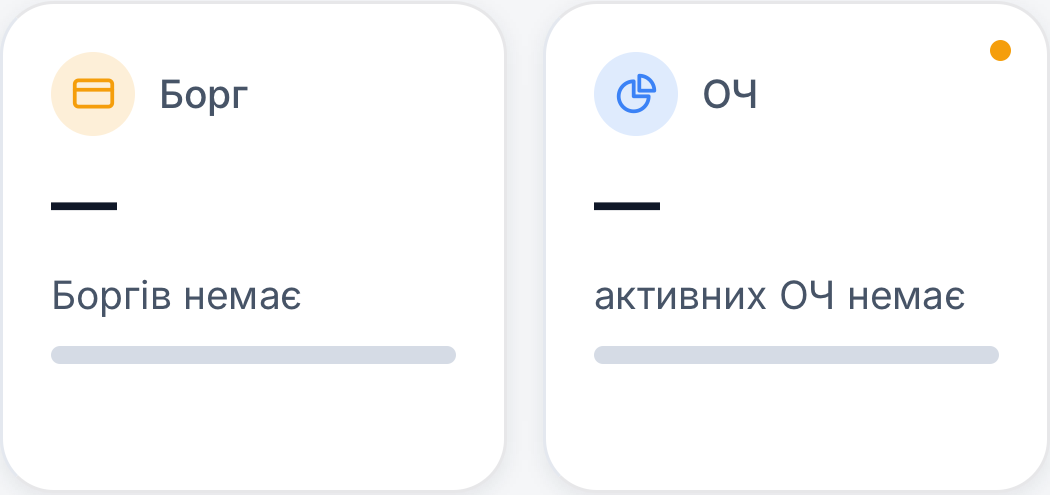 Борг
ОЧ
—
—
Боргів немає
активних ОЧ немає